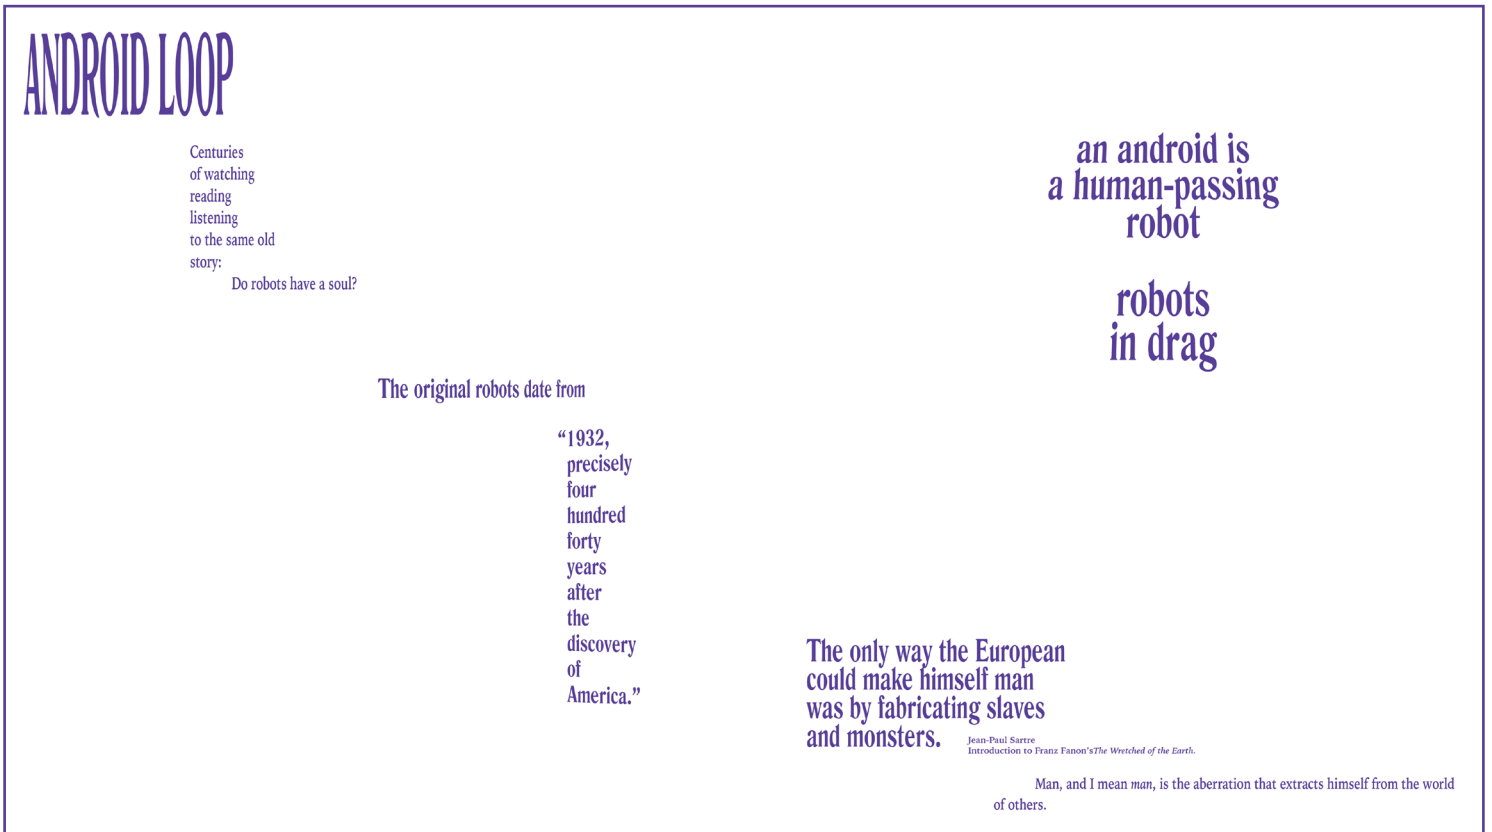 ANDROID LOOP
Centuries
of watching
reading
listening
to the same old
story:
Do robots have a soul?
an android is
a human-passing
robot
robots
in drag
The original robots date from
“1932,
precisely
four
hundred
forty
years
after
the
discovery
of
America.”
The only way the European
could make himself man
was by fabricating slaves
and monsters.
Jean-Paul Sartre
Introduction to Franz Fanon'sThe Wretched of the Earth.
Man, and I mean man, is the aberration that extracts himself from the world
of others.